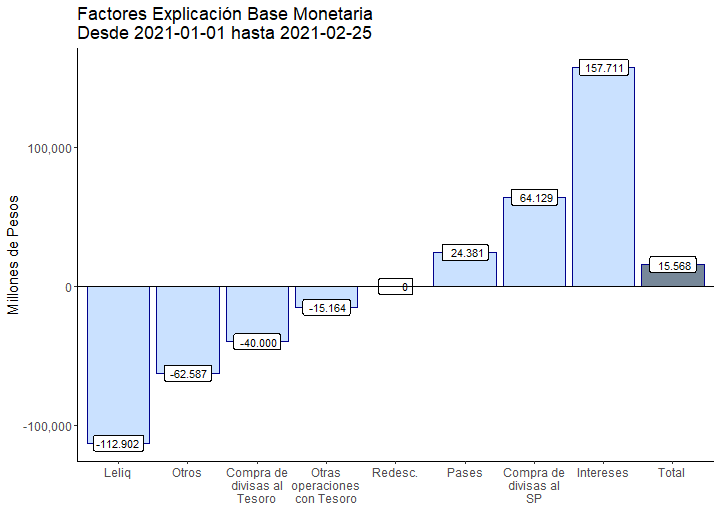 Factores Explicación Base Monetaria
Desde 2021-01-01 hasta 2021-02-25
Millones de Pesos
100,000
0
-100,000
-112.902
-62.587
-40.000
-15.164
0
24.381
64.129
157.711
15.568
Leliq
Otros
Compra de
divisas al
Tesoro
Otras
operaciones
con Tesoro
Redesc.
Pases
Compra de
divisas al
SP
Intereses
Total